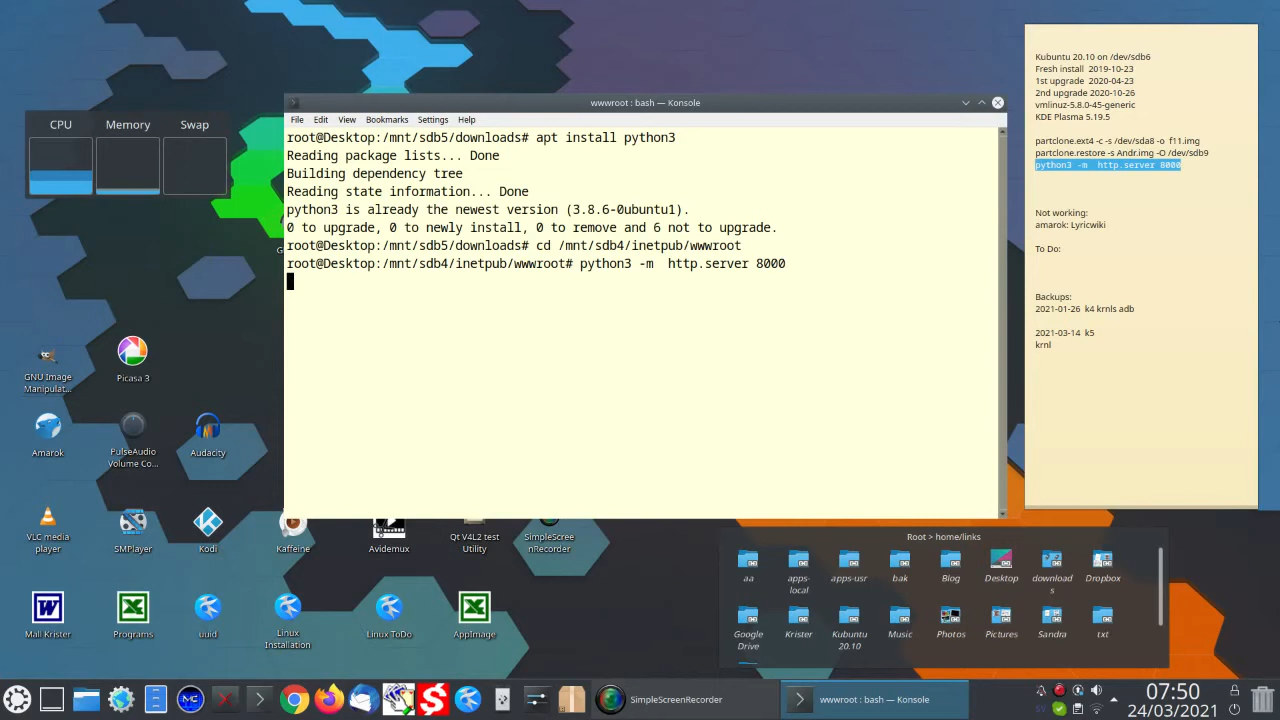 CPU
Memory
Swap
wwwroot : bash — Konsole
File Edit View Bookmarks Settings Help
root@Desktop:/mnt/sdb5/downloads# apt install python3
Reading package lists... Done
Building dependency tree
Reading state information... Done
python3 is already the newest version (3.8.6-0ubuntu1).
0 to upgrade, 0 to newly install, 0 to remove and 6 not to upgrade.
root@Desktop:/mnt/sdb5/downloads# cd /mnt/sdb4/inetpub/wwwroot
root@Desktop:/mnt/sdb4/inetpub/wwwroot# python3 -m  http.server 8000
Kubuntu 20.10 on /dev/sdb6
Fresh install  2019-10-23
1st upgrade  2020-04-23
2nd upgrade 2020-10-26
vmlinuz-5.8.0-45-generic
KDE Plasma 5.19.5
partclone.ext4 -c -s /dev/sda8 -o  f11.img
partclone.restore -s Andr.img -O /dev/sdb9
python3 -m  http.server 8000
Not working:
amarok: Lyricwiki
To Do:
Backups:
2021-01-26  k4 krnls adb
2021-03-14  k5
krnl
GNU Image
Manipulat...
Picasa 3
Amarok
PulseAudio
Volume Co...
Audacity
VLC media
player
SMPlayer
Kodi
Kaffeine
Avidemux
Qt V4L2 test
Utility
SimpleScree
nRecorder
Mall Krister
Programs
uuid
Linux
Installation
Linux ToDo
AppImage
Root > home/links
aa
apps-
local
apps-usr
bak
Blog
Desktop
download
s
Dropbox
Google
Drive
Krister
Kubuntu
20.10
Music
Photos
Pictures
Sandra
txt
SimpleScreenRecorder
wwwroot : bash — Konsole
SV
07:50
24/03/2021